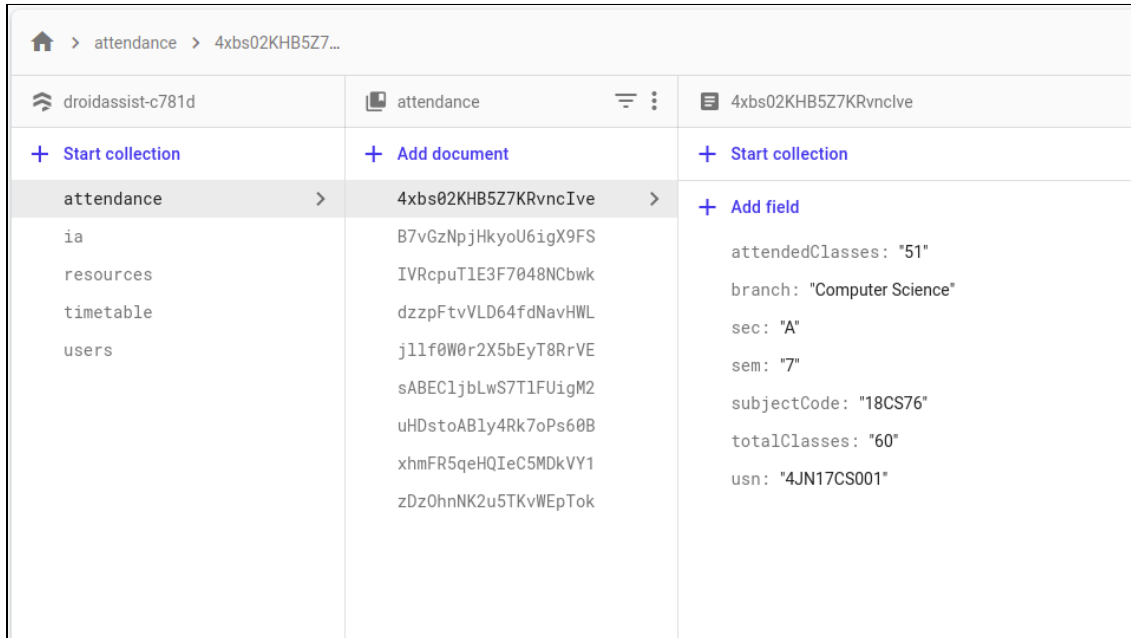 attendance > 4xbs02KHB5Z7…
droidassist-c781d
Start collection
attendance
ia
resources
timetable
users
attendance
Add document
4xbs02KHB5Z7KRvncIve
B7vGzNpjHkyoU6igX9FS
IVRcpuTlE3F7048NCbwk
dzzpFtvVLD64fdNavHWL
jllf0W0r2X5bEyT8RrVE
sABECljbLwS7TlFUigM2
uHDstoABly4Rk7oPs60B
xhmFR5qeHQIeC5MDkVY1
zDzOhnNK2u5TKvWEpTok
4xbs02KHB5Z7KRvncIve
Start collection
Add field
attendedClasses: "51"
branch: "Computer Science"
sec: "A"
sem: "7"
subjectCode: "18CS76"
totalClasses: "60"
usn: "4JN17CS001"